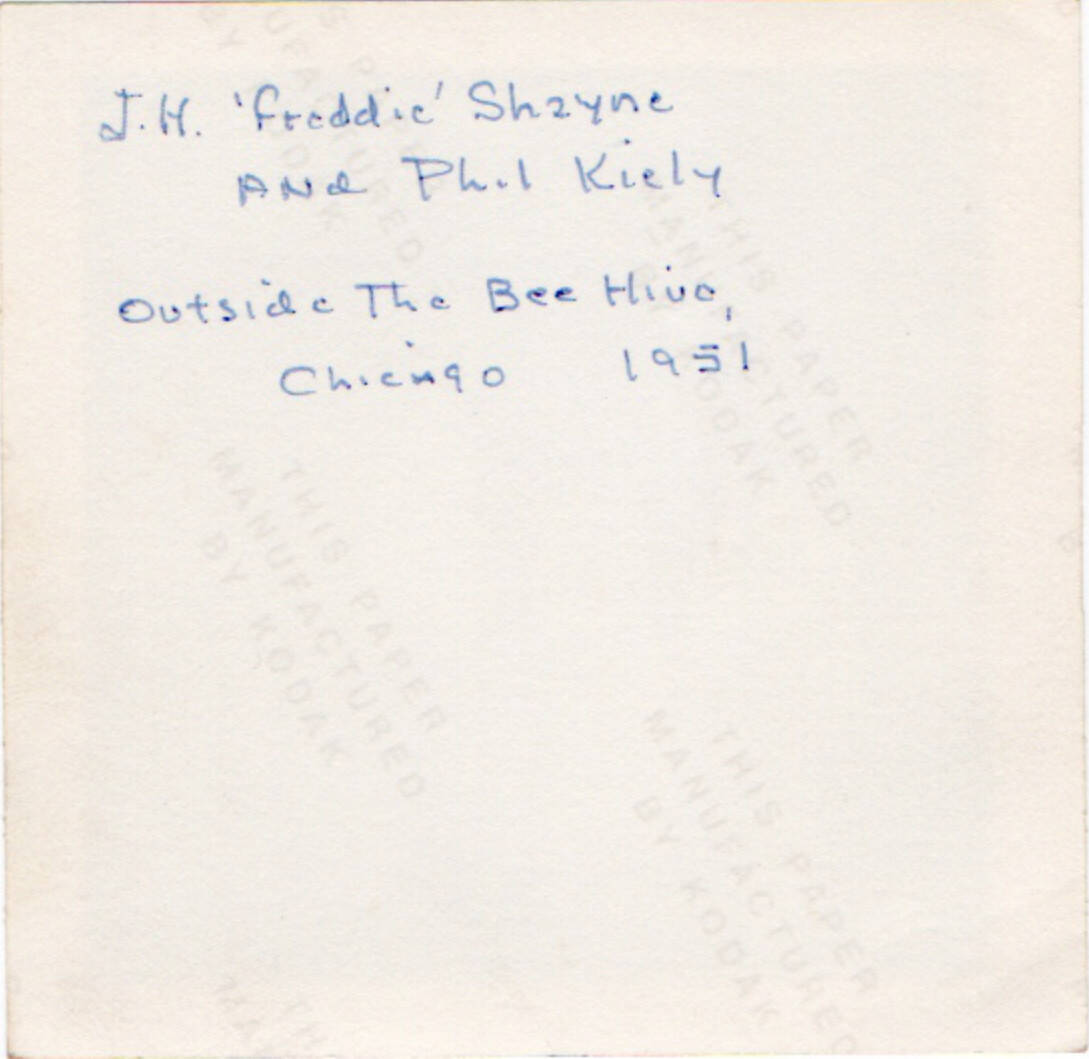 J.H. 'Freddie' Shayne
AND Phil Kiely
Outside The Bee Hive,
Chicago 1951
THIS PAPER
MANUFACTURED
BY KODAK
THIS PAPER
MANUFACTURED
BY KODAK
THIS PAPER
MANUFACTURED
BY KODAK